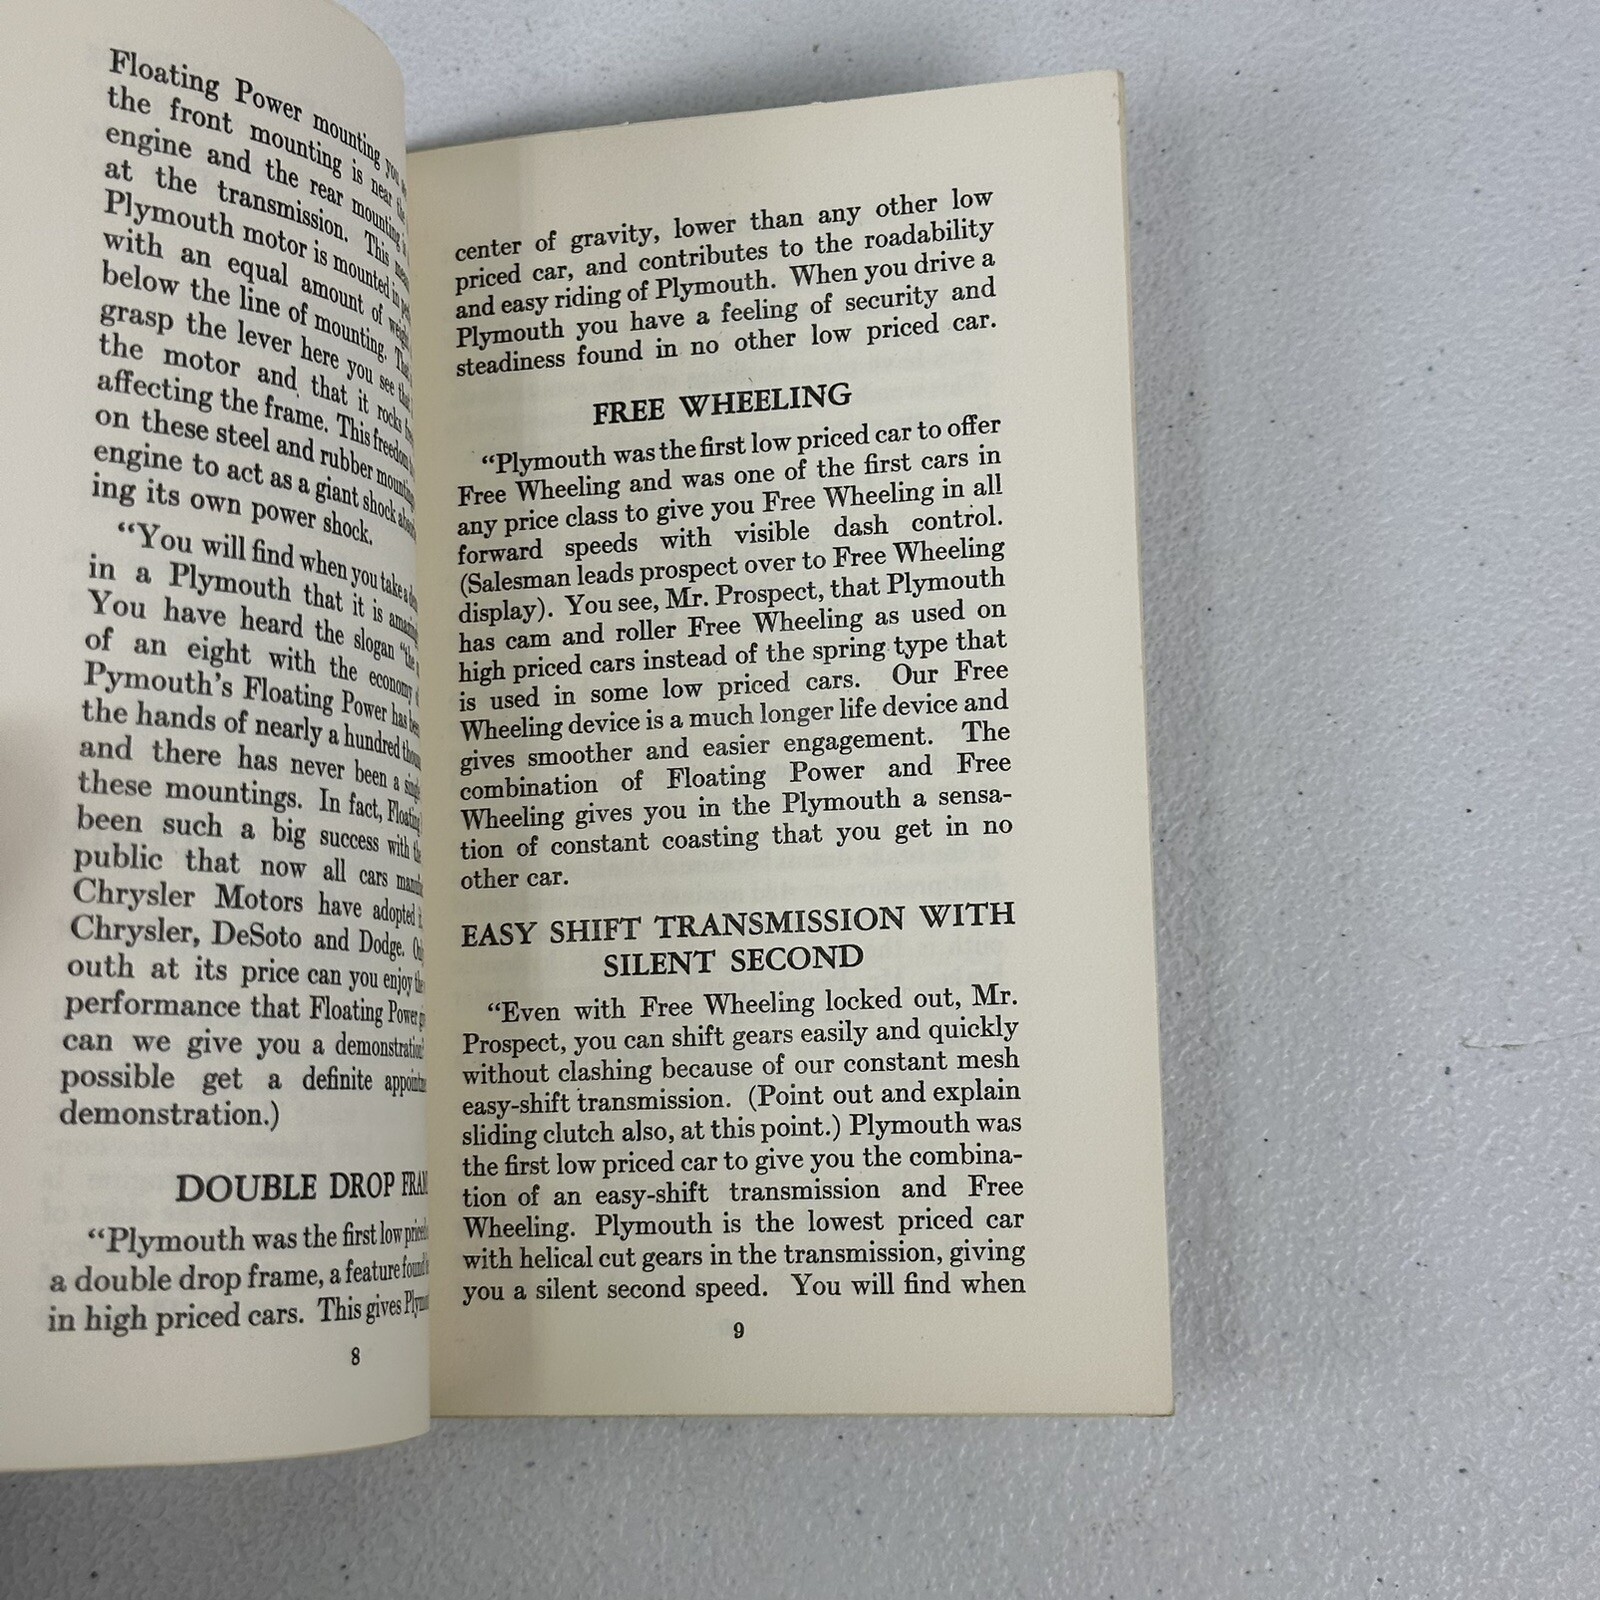 Floating Power mounting you
the front mounting is near the
engine and the rear mounting is
at the transmission. This
Plymouth motor is mounted in
with an equal amount of weight
below the line of mounting.
grasp the lever here you see that
the motor and that it rocks
affecting the frame. This freedom
on these steel and rubber
engine to act as a giant shock
ing its own power shock.
"You will find when you take a
in a Plymouth that it is
You have heard the slogan "the
of an eight with the economy
Pymouth's Floating Power has
the hands of nearly a hundred
and there has never been a
these mountings. In fact,
been such a big success with the
public that now all cars
Chrysler Motors have adopted
Chrysler, DeSoto and Dodge.
outh at its price can you enjoy the
performance that Floating Power
can we give you a demonstration
possible get a definite
demonstration.)
DOUBLE DROP
"Plymouth was the first low
a double drop frame, a feature found
in high priced cars. This gives
8
center of gravity, lower than any other low
priced car, and contributes to the roadability
and easy riding of Plymouth. When you drive a
Plymouth you have a feeling of security and
steadiness found in no other low priced car.
FREE WHEELING
"Plymouth was the first low priced car to offer
Free Wheeling and was one of the first cars in
any price class to give you Free Wheeling in all
forward speeds with visible dash control.
(Salesman leads prospect over to Free Wheeling
display). You see, Mr. Prospect, that Plymouth
has cam and roller Free Wheeling as used on
high priced cars instead of the spring type that
is used in some low priced cars. Our Free
Wheeling device is a much longer life device and
gives smoother and easier engagement. The
combination of Floating Power and Free
Wheeling gives you in the Plymouth a sensa-
tion of constant coasting that you get in no
other car.
EASY SHIFT TRANSMISSION WITH
SILENT SECOND
"Even with Free Wheeling locked out, Mr.
Prospect, you can shift gears easily and quickly
without clashing because of our constant mesh
easy-shift transmission. (Point out and explain
sliding clutch also, at this point.) Plymouth was
the first low priced car to give you the combina-
tion of an easy-shift transmission and Free
Wheeling. Plymouth is the lowest priced car
with helical cut gears in the transmission, giving
you a silent second speed. You will find when
9